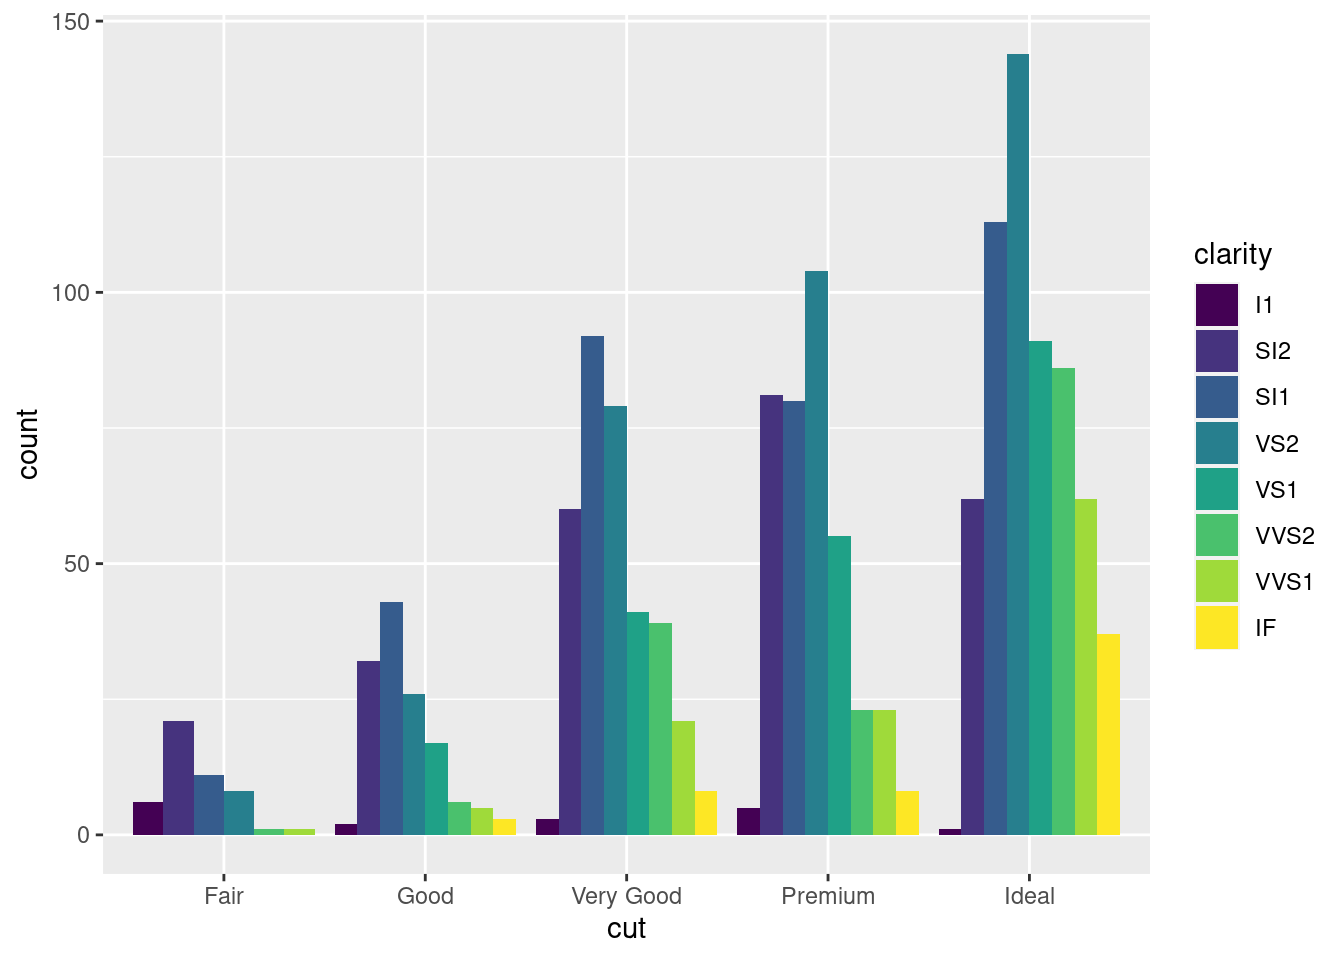 150
100
50
0
count
Fair
Good
Very Good
Premium
Ideal
cut
clarity
I1
SI2
SI1
VS2
VS1
VVS2
VVS1
IF